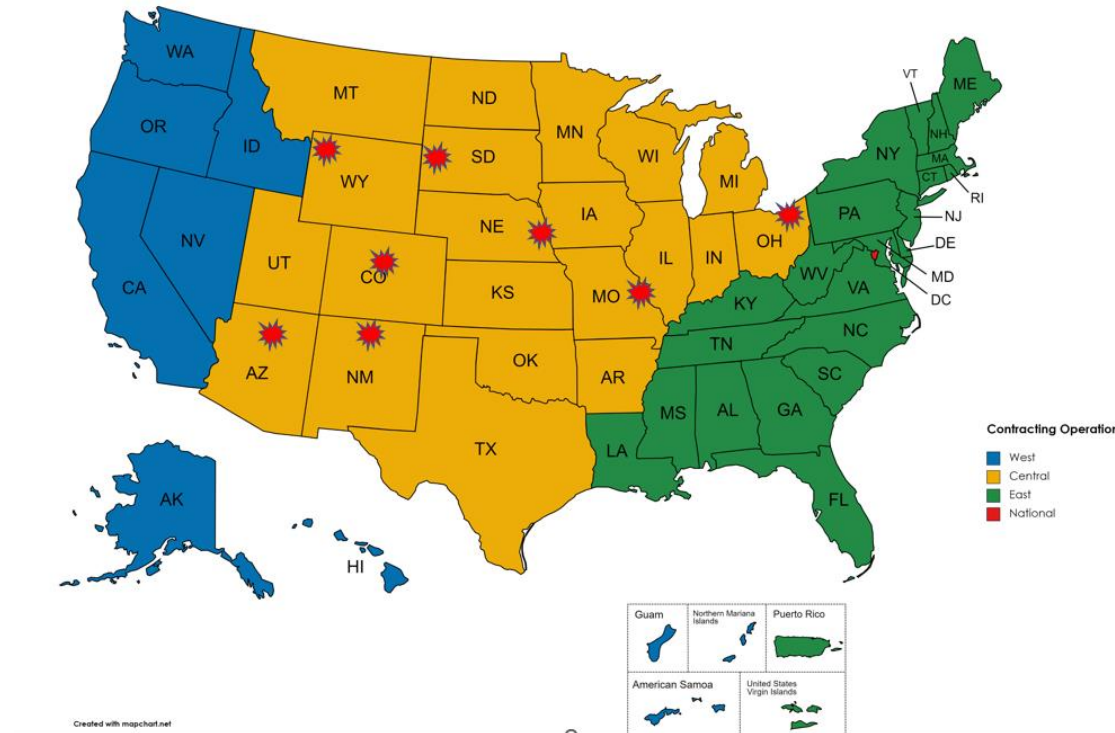 WA
OR
ID
MT
ND
MN
SD
WY
NE
IA
WI
MI
NV
CA
UT
CO
KS
MO
IL
IN
OH
AZ
NM
OK
AR
TX
LA
MS
AL
GA
FL
SC
NC
TN
KY
WV
VA
PA
NY
VT
NH
ME
MA
CT
RI
NJ
DE
MD
DC
AK
HI
Contracting Operation
West
Central
East
National
Guam
Northern Mariana
Islands
Puerto Rico
American Samoa
United States
Virgin Islands
Created with mapchart.net